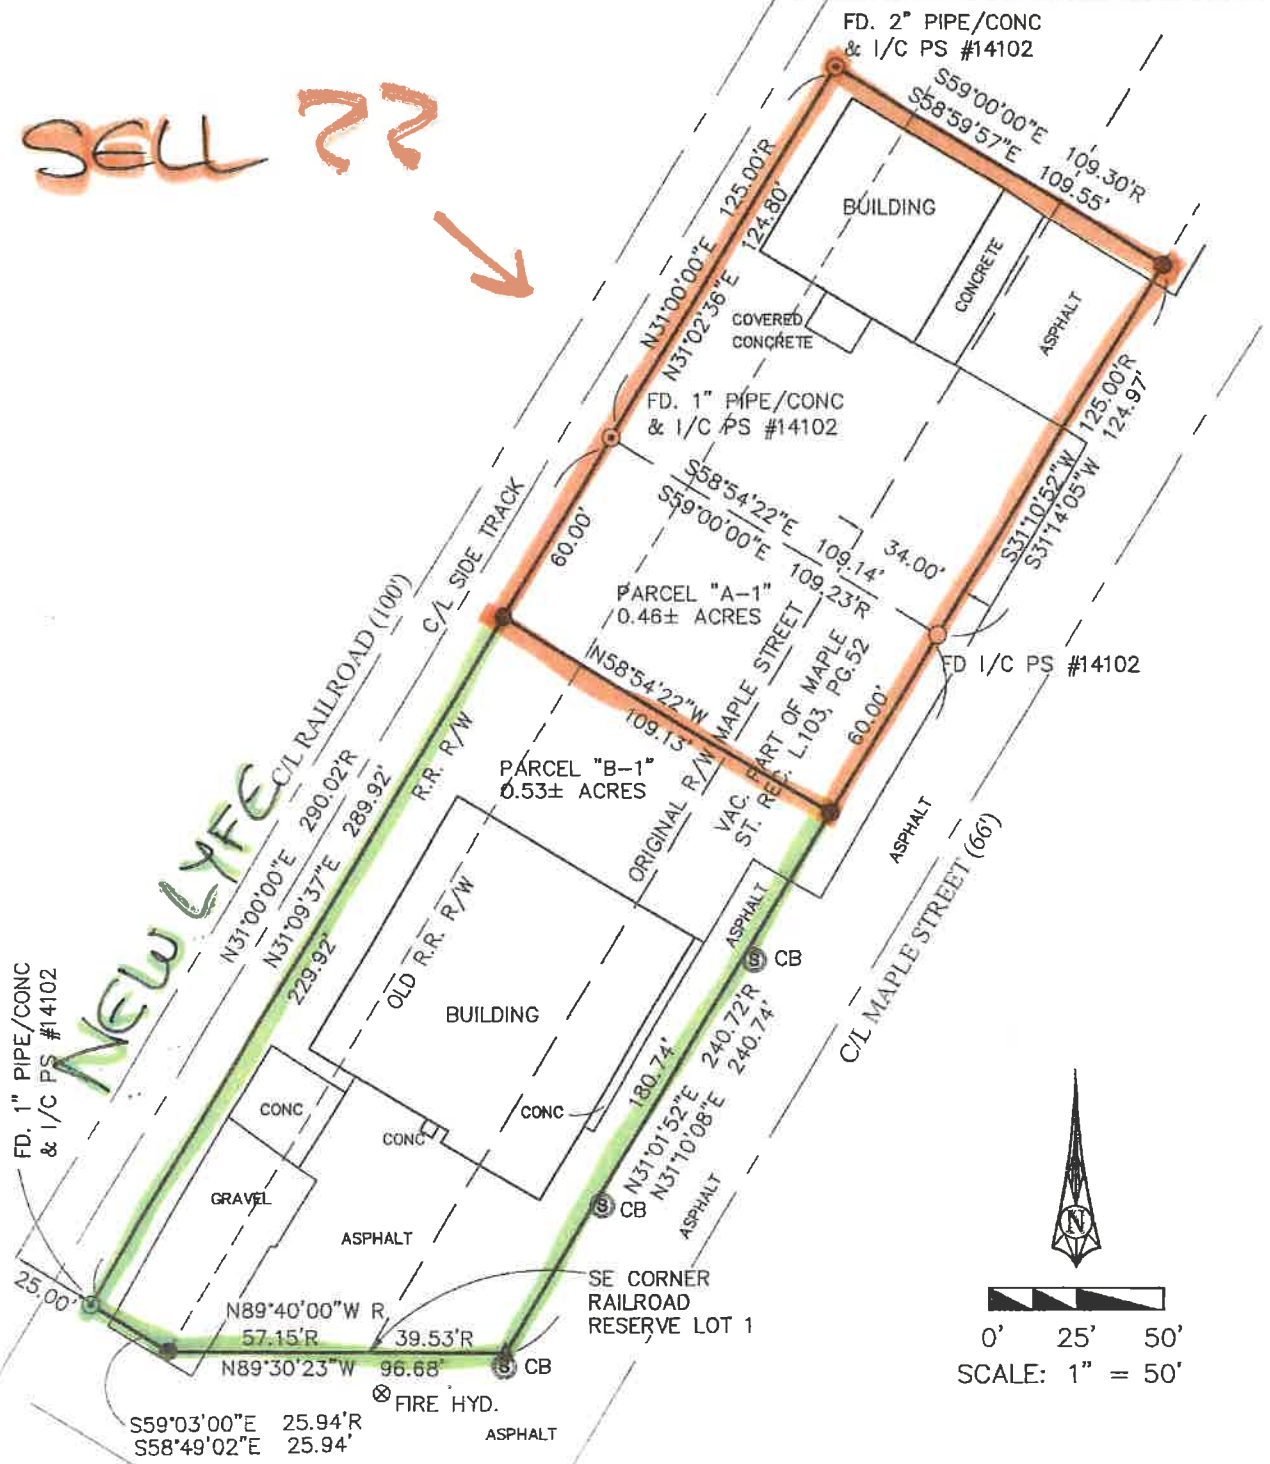 FD. 2" PIPE/CONC
& I/C PS #14102
SELL ??
S59°00'00"E 109.30'R
S58°59'57"E 109.55'
BUILDING
CONCRETE
ASPHALT
COVERED
CONCRETE
N31°00'00"E 125.00'R
N31°02'36"E 124.80'
FD. 1" PIPE/CONC
& I/C PS #14102
125.00'R
124.97'
S31°10'52"W
S31°14'05"W
S58°54'22"E 109.14'
S59°00'00"E 109.23'R
34.00'
60.00'
C/L SIDE TRACK
PARCEL "A-1"
0.46± ACRES
FD I/C PS #14102
N58°54'22"W
109.13'
ORIGINAL R/W MAPLE STREET
VAC. PART OF MAPLE
ST. REC. L.103, PG.52
60.00'
C/L RAILROAD (100')
R.R. R/W
PARCEL "B-1"
0.53± ACRES
NEW LYFE
N31°00'00"E 290.02'R
N31°09'37"E 289.92'
229.92'
ASPHALT
C/L MAPLE STREET (66')
OLD R.R. R/W
ASPHALT
CB
BUILDING
FD. 1" PIPE/CONC
& I/C PS #14102
180.74'
N31°01'52"E 240.72'R
N31°10'08"E 240.74'
CONC
CONC
CONC
GRAVEL
CB
ASPHALT
ASPHALT
SE CORNER
RAILROAD
RESERVE LOT 1
25.00'
N89°40'00"W R
57.15'R 39.53'R
N89°30'23"W 96.68'
CB
FIRE HYD.
S59°03'00"E 25.94'R
S58°49'02"E 25.94'
ASPHALT
N
0' 25' 50'
SCALE: 1" = 50'